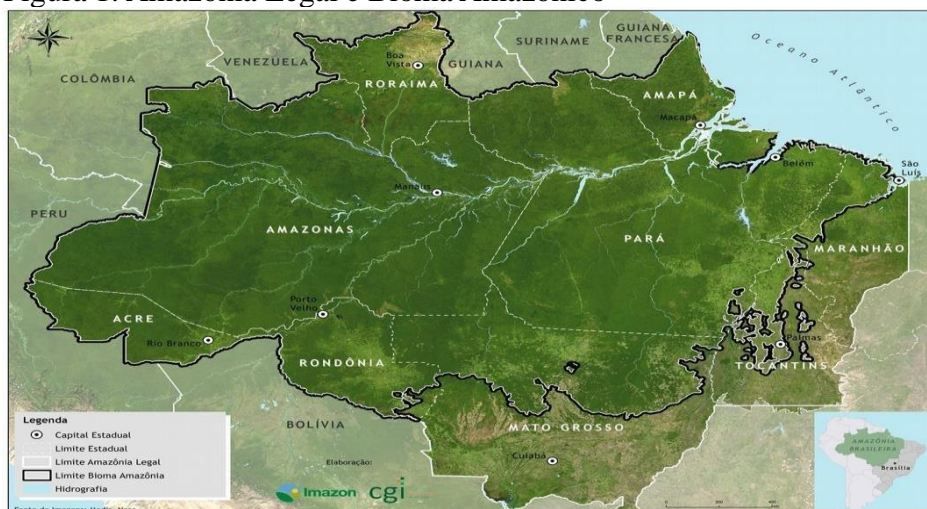 Figura 1: Amazônia Legal e Bioma Amazônico
Oceano Atlântico
COLÔMBIA
VENEZUELA
GUIANA
SURINAME
GUIANA
FRANCESA
Boa
Vista
RORAIMA
AMAPÁ
Macapá
Belém
São
Luís
Manaus
PERU
AMAZONAS
PARÁ
MARANHÃO
Porto
Velho
ACRE
Rio Branco
RONDÔNIA
Palmas
TOCANTINS
BOLÍVIA
MATO GROSSO
Cuiabá
Legenda
Capital Estadual
Limite Estadual
Limite Amazônia Legal
Limite Bioma Amazônia
Hidrografia
Elaboração:
Imazon
cgi
AMAZÔNIA
BRASILEIRA
Brasília